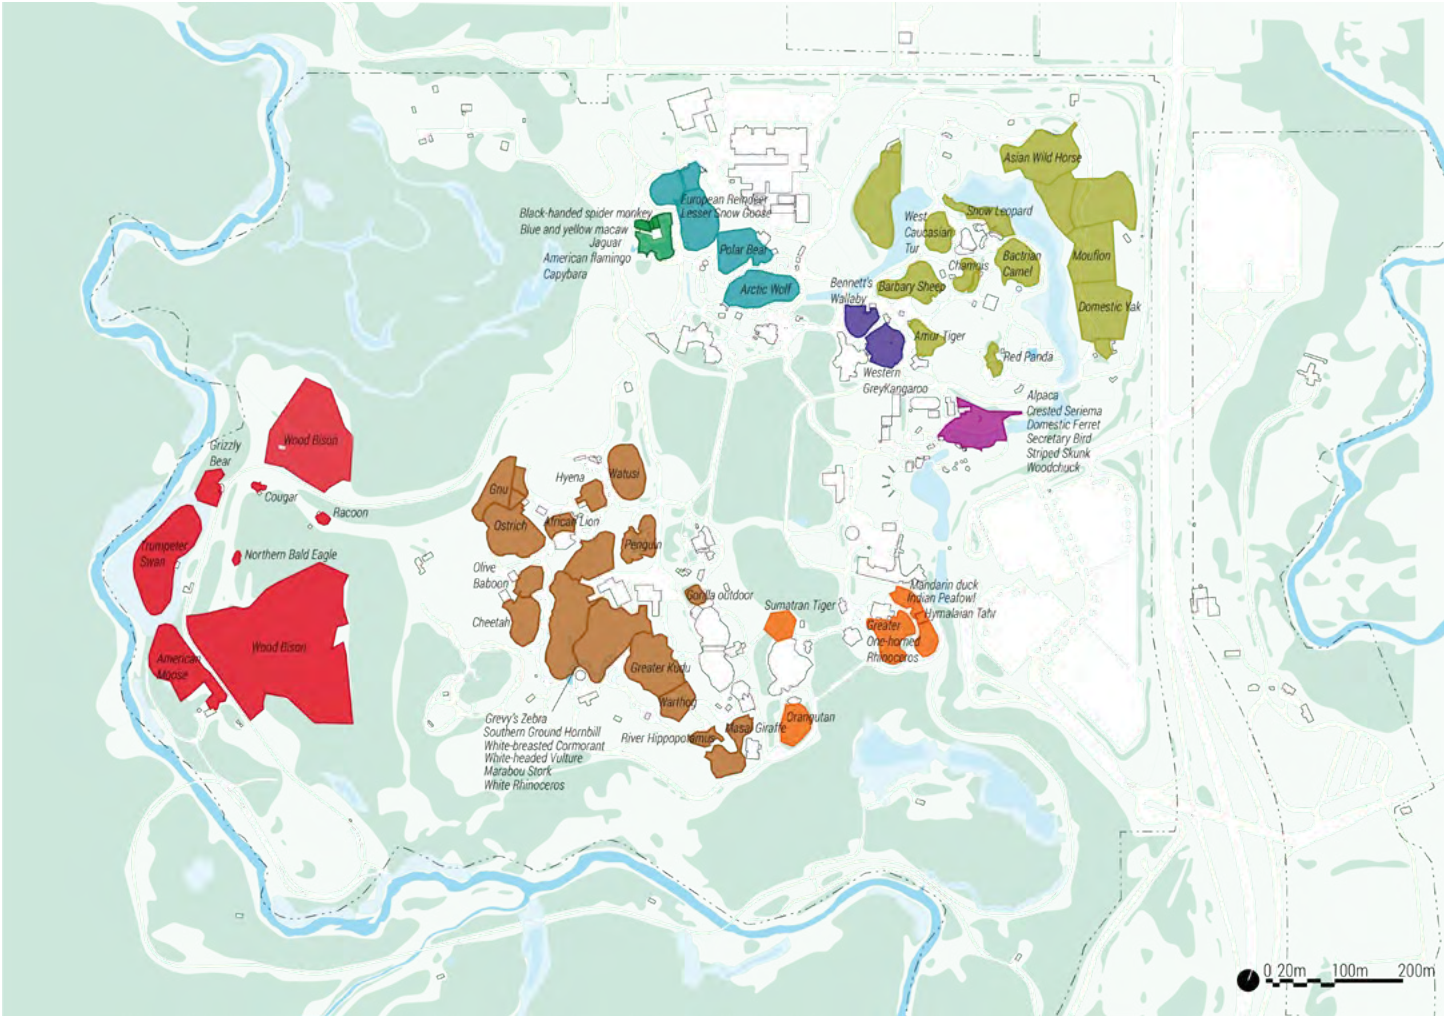 Asian Wild Horse
European Reindeer
Lesser Snow Goose
Black-handed spider monkey
Blue and yellow macaw
Jaguar
American flamingo
Capybara
Polar Bear
Arctic Wolf
West
Caucasian
Tur
Snow Leopard
Bactrian
Camel
Mouflon
Chamois
Barbary Sheep
Bennett's
Wallaby
Domestic Yak
Amur Tiger
Red Panda
Western
GreyKangaroo
Alpaca
Crested Seriema
Domestic Ferret
Secretary Bird
Striped Skunk
Woodchuck
Wood Bison
Grizzly
Bear
Cougar
Racoon
Trumpeter
Swan
Northern Bald Eagle
Wood Bison
American
Moose
Gnu
Hyena
Watusi
Ostrich
African Lion
Penguin
Olive
Baboon
Cheetah
Gorilla outdoor
Greater Kudu
Warthog
Grevy's Zebra
Southern Ground Hornbill
White-breasted Cormorant
White-headed Vulture
Marabou Stork
White Rhinoceros
River Hippopotamus
Masai Giraffe
Sumatran Tiger
Orangutan
Mandarin duck
Indian Peafowl
Hymalaian Tahr
Greater
One-horned
Rhinoceros
0 20m 100m 200m